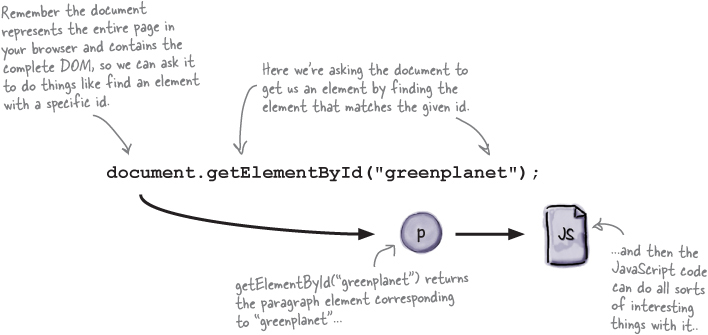 Remember the document
represents the entire page in
your browser and contains the
complete DOM, so we can ask it
to do things like find an element
with a specific id.
Here we're asking the document to
get us an element by finding the
element that matches the given id.
document.getElementById("greenplanet");
p
JS
getElementById("greenplanet") returns
the paragraph element corresponding
to "greenplanet"...
...and then the
JavaScript code
can do all sorts
of interesting
things with it..